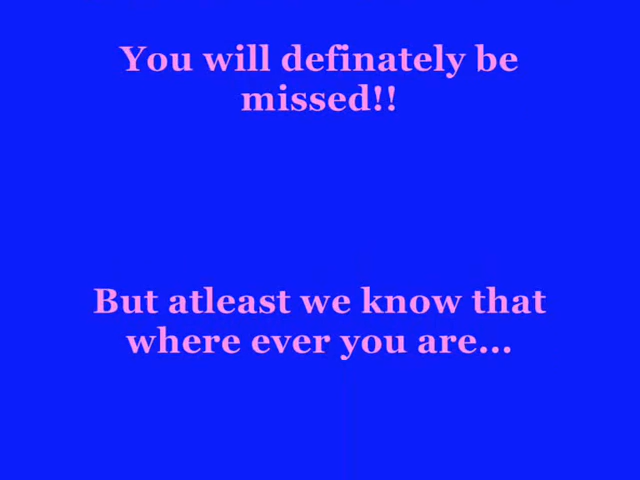 You will definately be
missed!!
But atleast we know that
where ever you are...